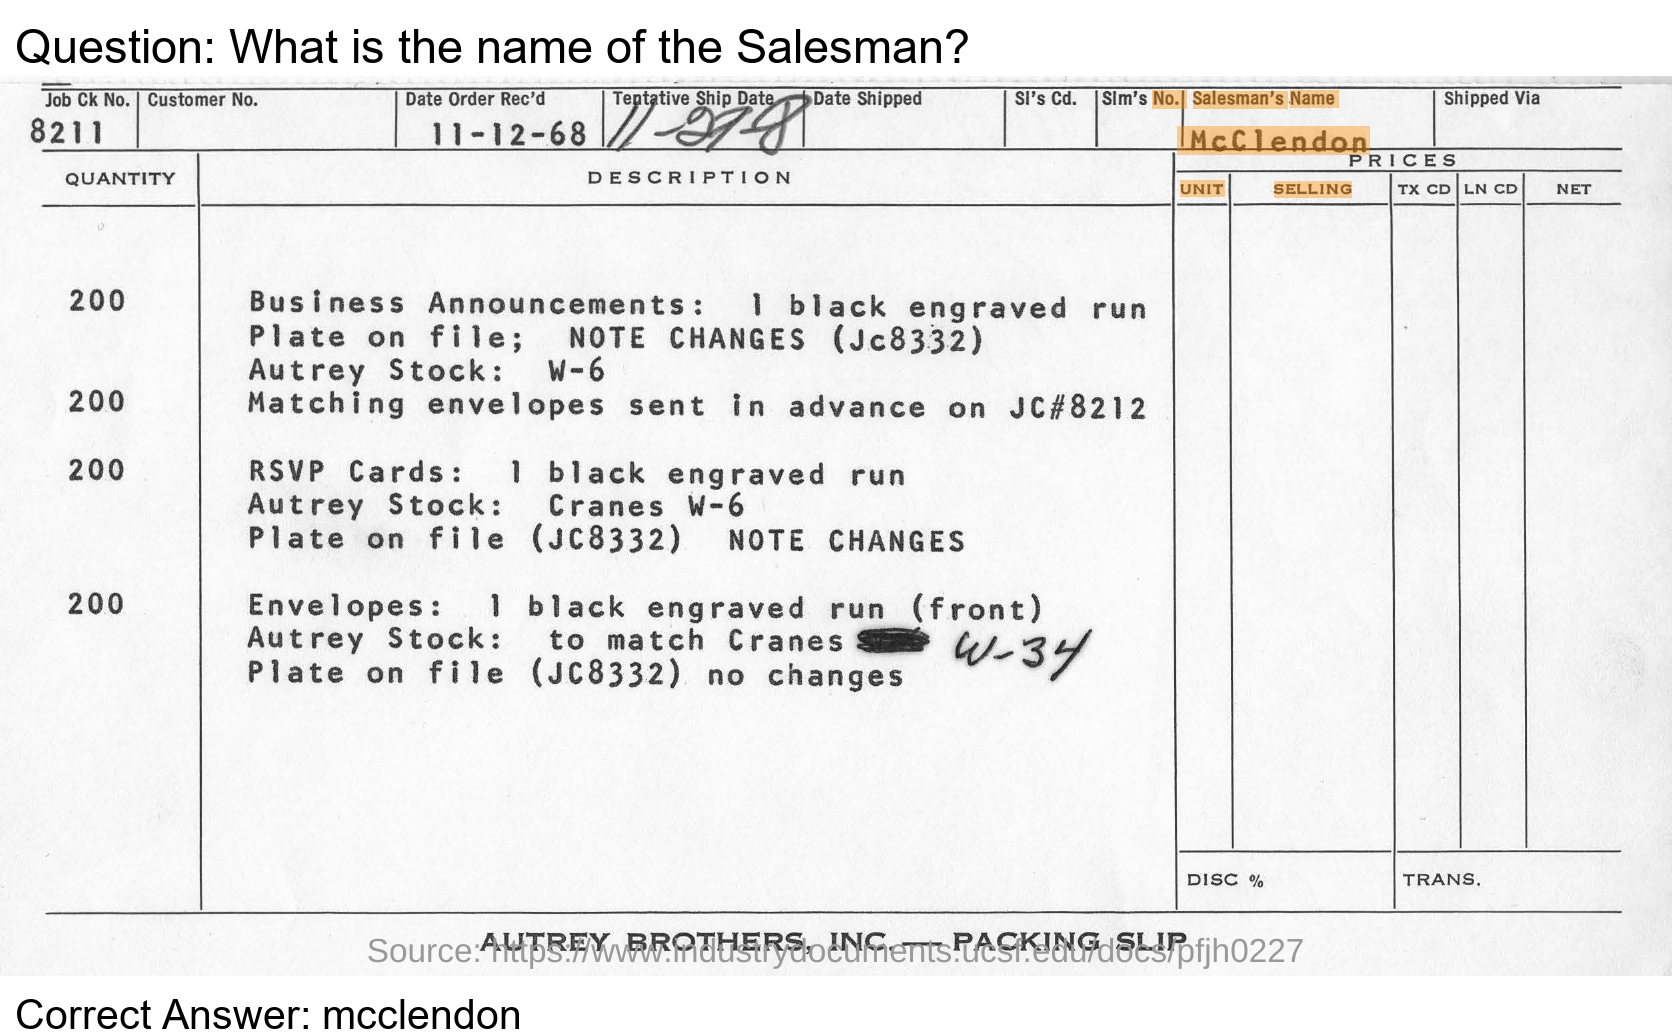 Question: What is the name of the Salesman?
Job Ck No. Customer No. Date Order Rec'd Tentative Ship Date Date Shipped Sl's Cd. Slm's No. Salesman's Name Shipped Via
8211 11-12-68 11-27-8 McClendon
PRICES
QUANTITY DESCRIPTION UNIT SELLING TX CD LN CD NET
200 Business Announcements: 1 black engraved run
Plate on file; NOTE CHANGES (Jc8332)
Autrey Stock: W-6
200 Matching envelopes sent in advance on JC#8212
200 RSVP Cards: 1 black engraved run
Autrey Stock: Cranes W-6
Plate on file (JC8332) NOTE CHANGES
200 Envelopes: 1 black engraved run (front)
Autrey Stock: to match Cranes W-34
Plate on file (JC8332) no changes
DISC % TRANS.
AUTREY BROTHERS, INC. — PACKING SLIP
Source: https://www.industrydocuments.ucsf.edu/docs/pfjh0227
Correct Answer: mcclendon